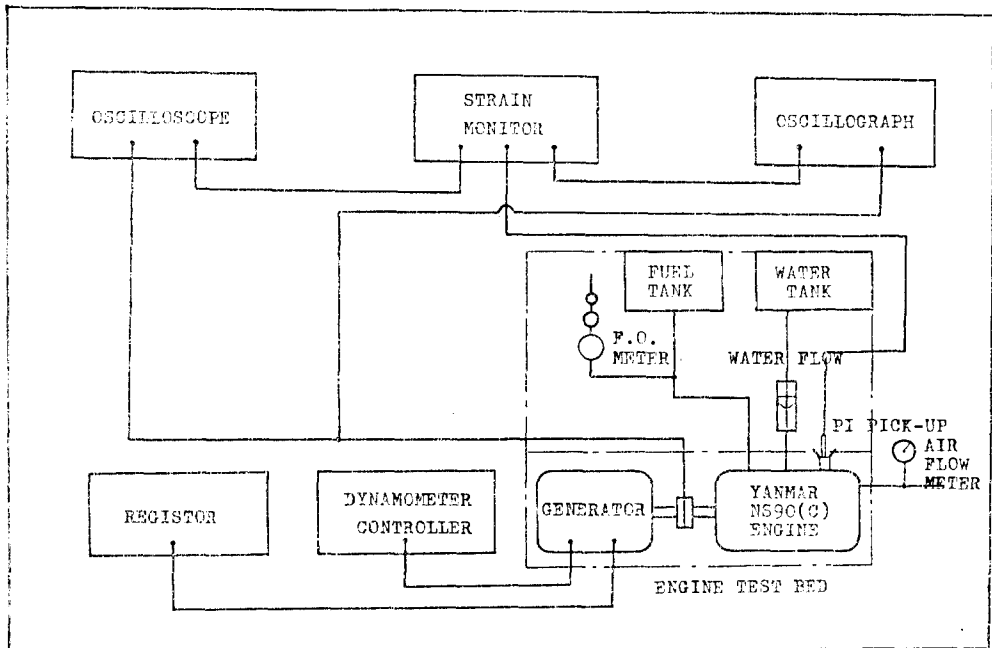 OSCILLOSCOPE
STRAIN
MONITOR
OSCILLOGRAPH
FUEL
TANK
WATER
TANK
F.O.
METER
WATER FLOW
PI PICK-UP
AIR
FLOW
METER
REGISTOR
DYNAMOMETER
CONTROLLER
GENERATOR
YANMAR
NS90(C)
ENGINE
ENGINE TEST BED